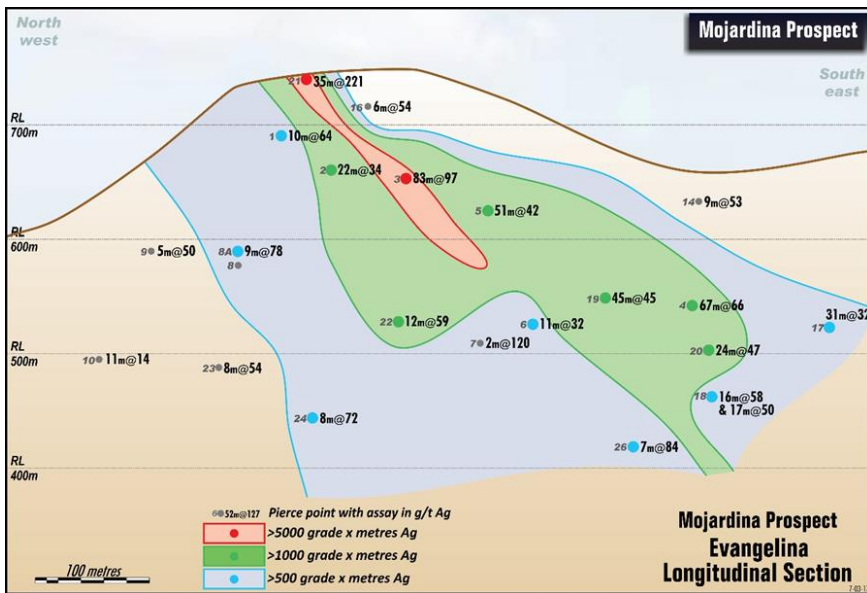 North
west
Mojardina Prospect
South
east
21 35m@221
16 6m@54
RL
700m
1 10m@64
2 22m@34
3 83m@97
5 51m@42
14 9m@53
RL
600m
9 5m@50
8A 9m@78
8
19 45m@45
4 67m@66
31m@32
17
22 12m@59
6 11m@32
7 2m@120
20 24m@47
RL
500m
10 11m@14
23 8m@54
18 16m@58
& 17m@50
24 8m@72
26 7m@84
RL
400m
6 52m@127 Pierce point with assay in g/t Ag
>5000 grade x metres Ag
>1000 grade x metres Ag
>500 grade x metres Ag
100 metres
Mojardina Prospect
Evangelina
Longitudinal Section